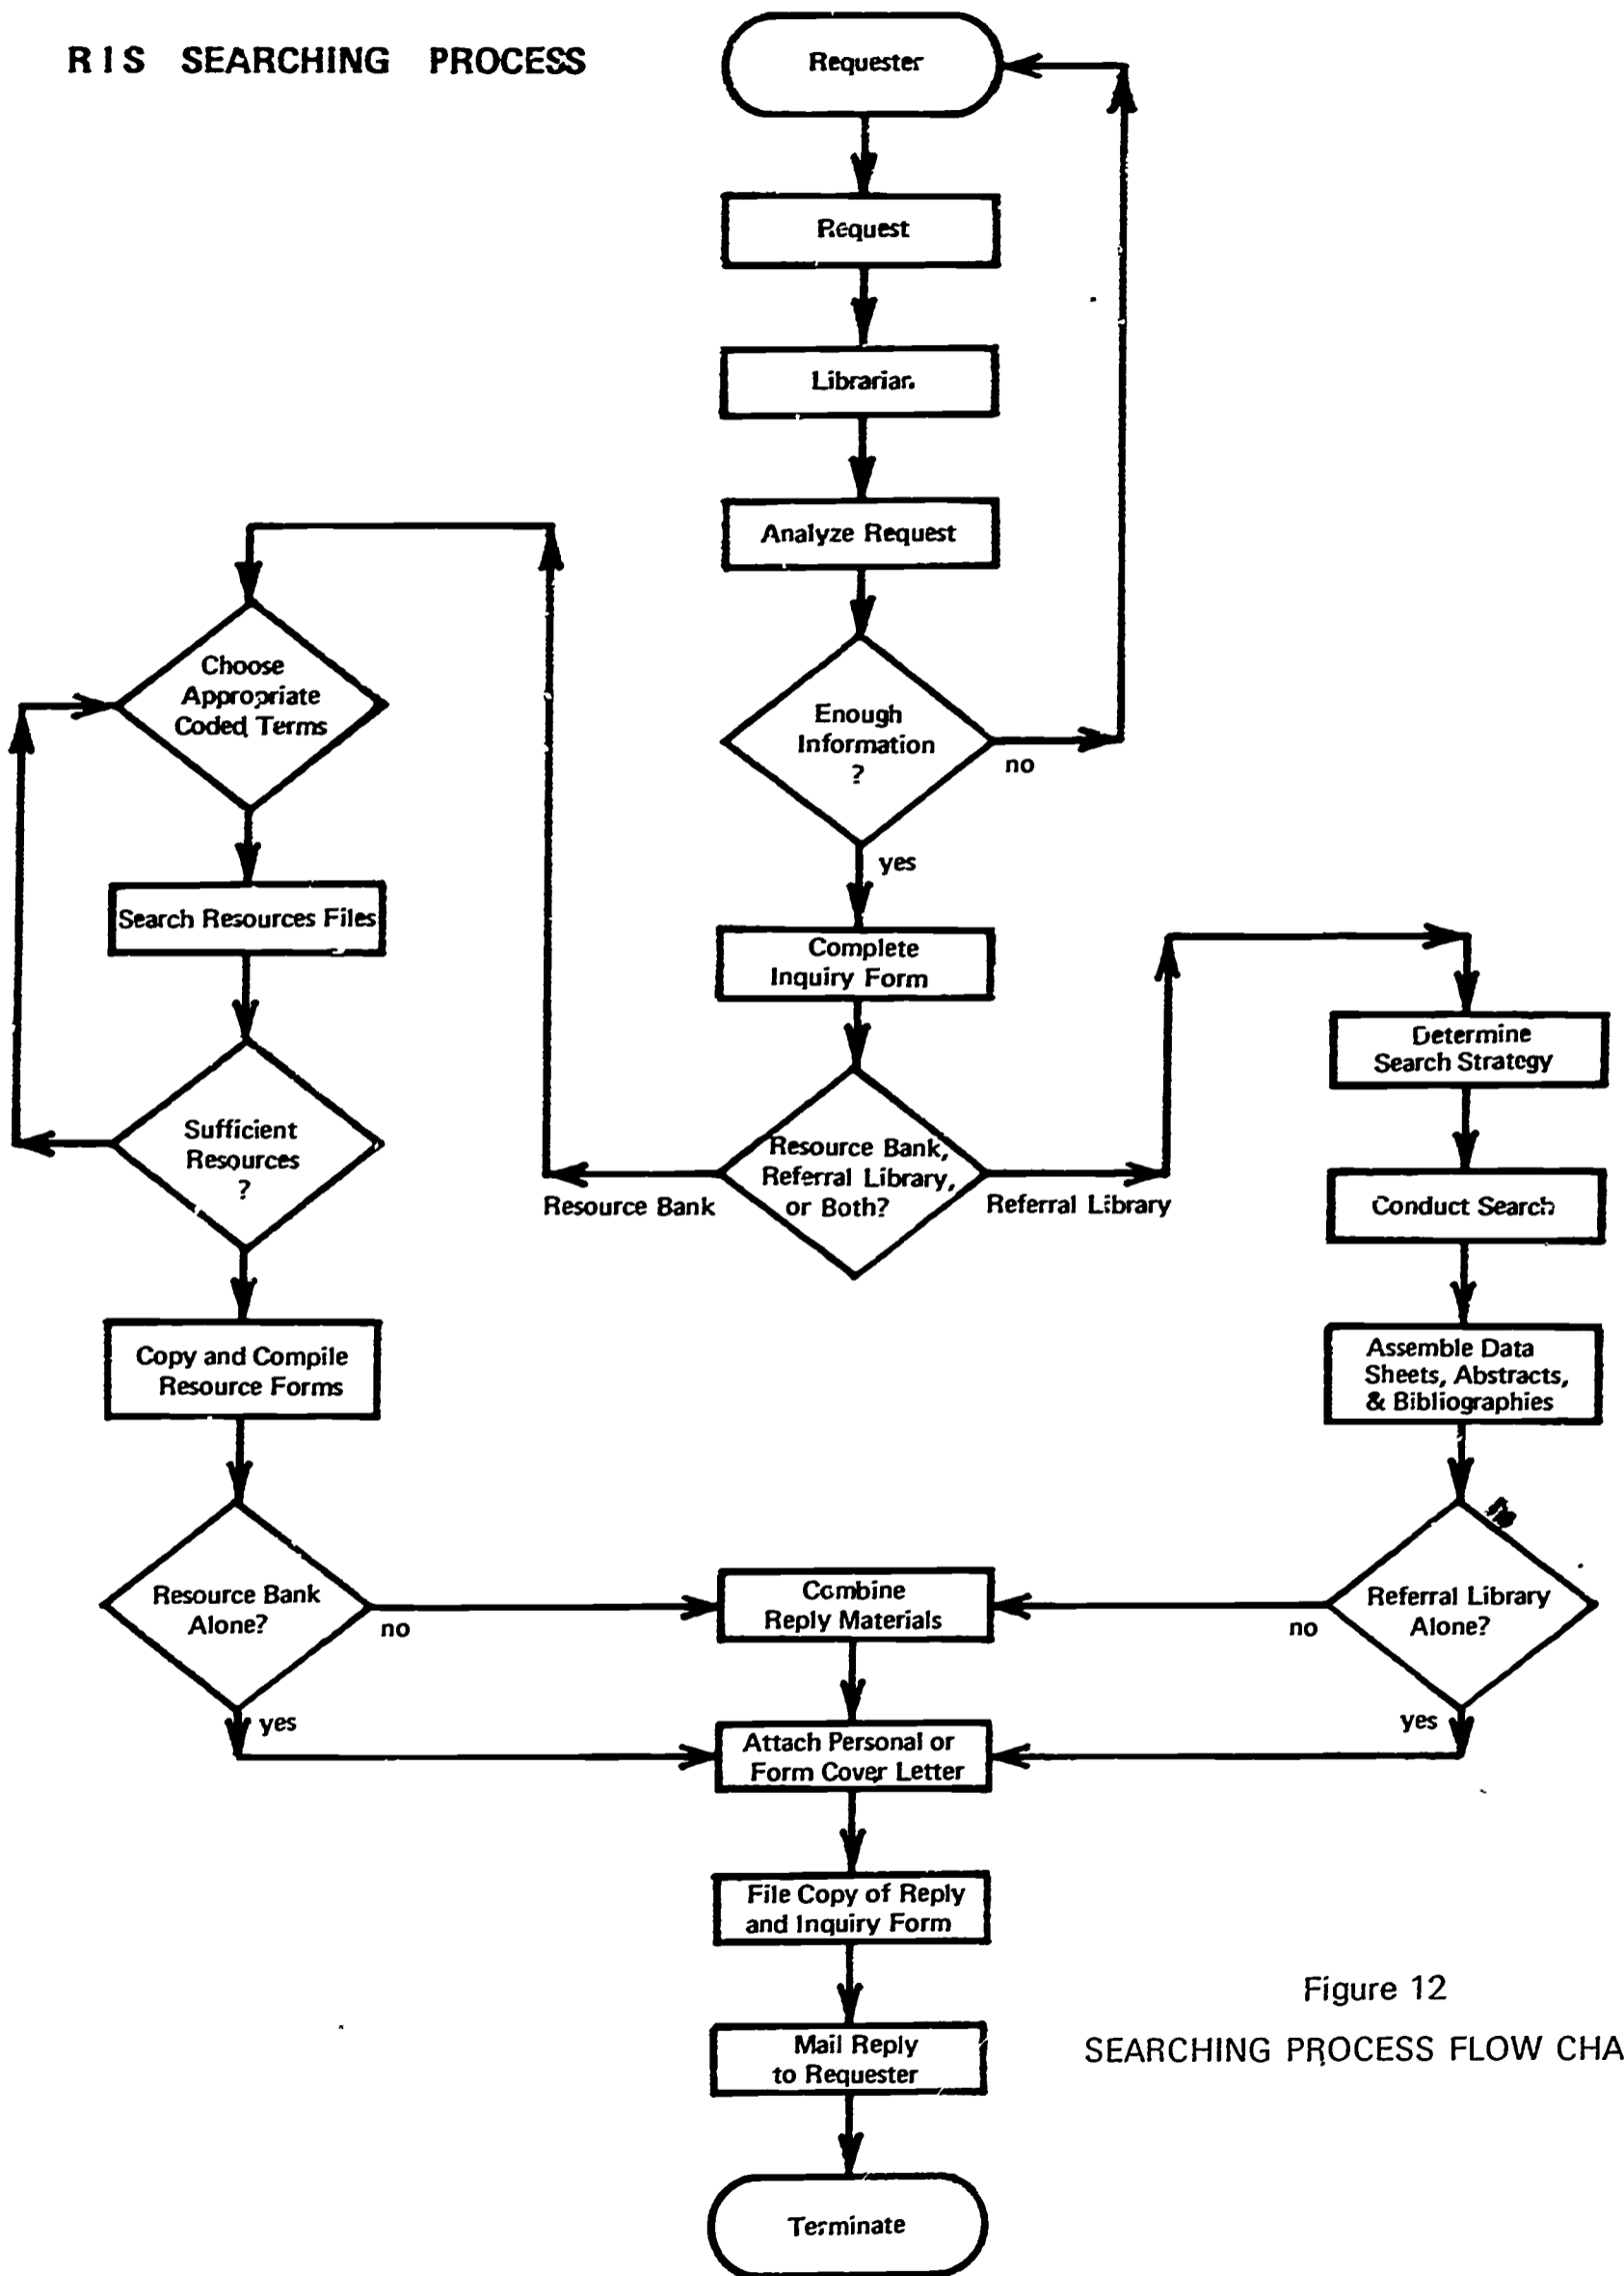 RIS SEARCHING PROCESS
Requester
Request
Librarian
Analyze Request
Enough
Information
?
no
yes
Choose
Appropriate
Coded Terms
Search Resources Files
Sufficient
Resources
?
Copy and Compile
Resource Forms
Resource Bank
Alone?
no
yes
Complete
Inquiry Form
Resource Bank,
Referral Library,
or Both?
Resource Bank
Referral Library
Determine
Search Strategy
Conduct Search
Assemble Data
Sheets, Abstracts,
& Bibliographies
Referral Library
Alone?
no
yes
Combine
Reply Materials
Attach Personal or
Form Cover Letter
File Copy of Reply
and Inquiry Form
Mail Reply
to Requester
Terminate
Figure 12
SEARCHING PROCESS FLOW CHA